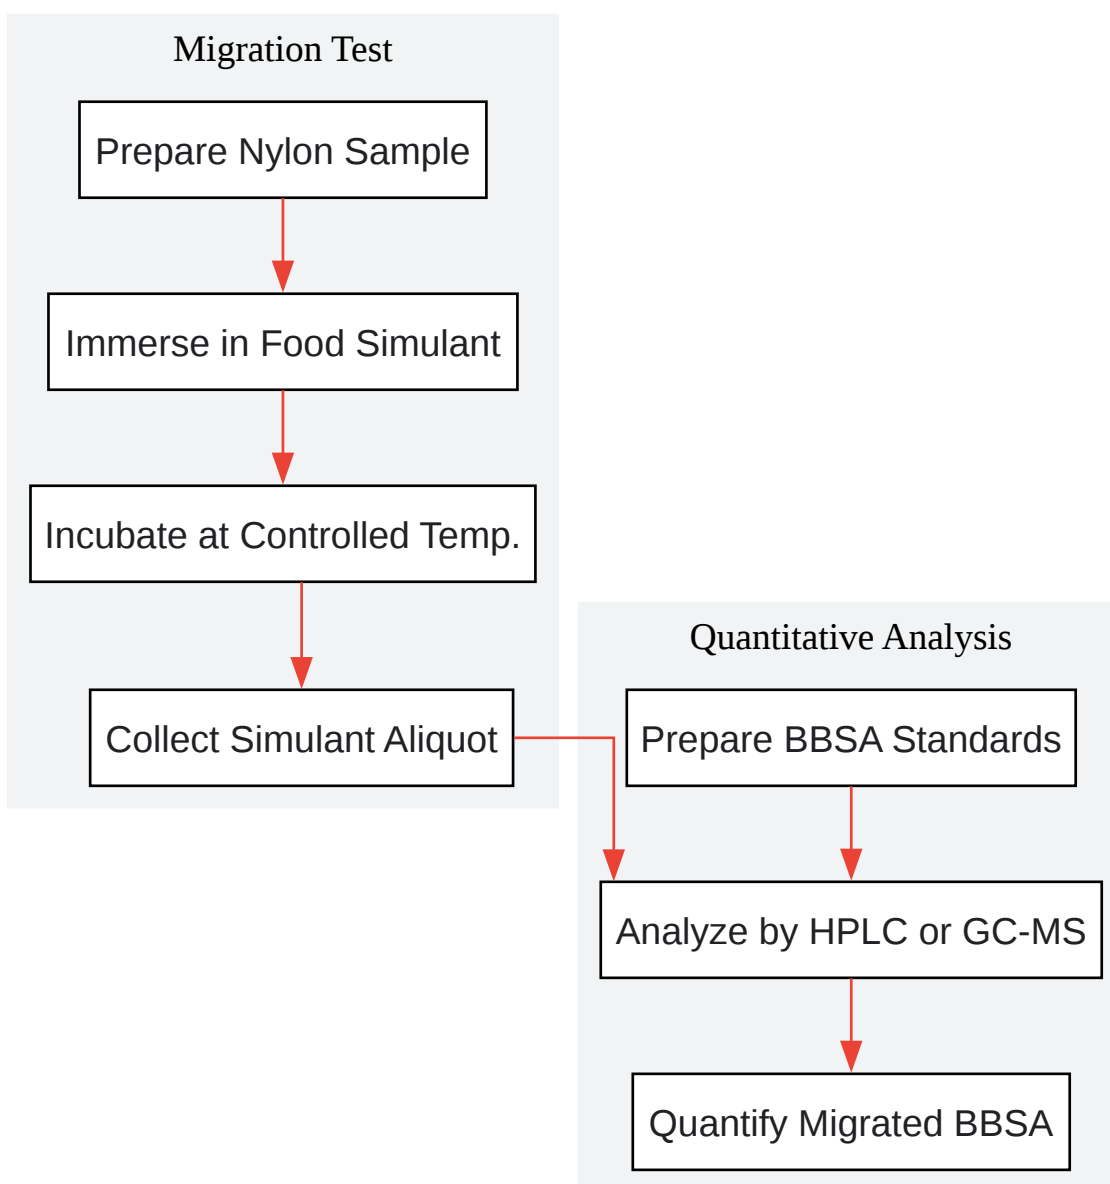 Migration Test
Prepare Nylon Sample
Immerse in Food Simulant
Incubate at Controlled Temp.
Collect Simulant Aliquot
Quantitative Analysis
Prepare BBSA Standards
Analyze by HPLC or GC-MS
Quantify Migrated BBSA